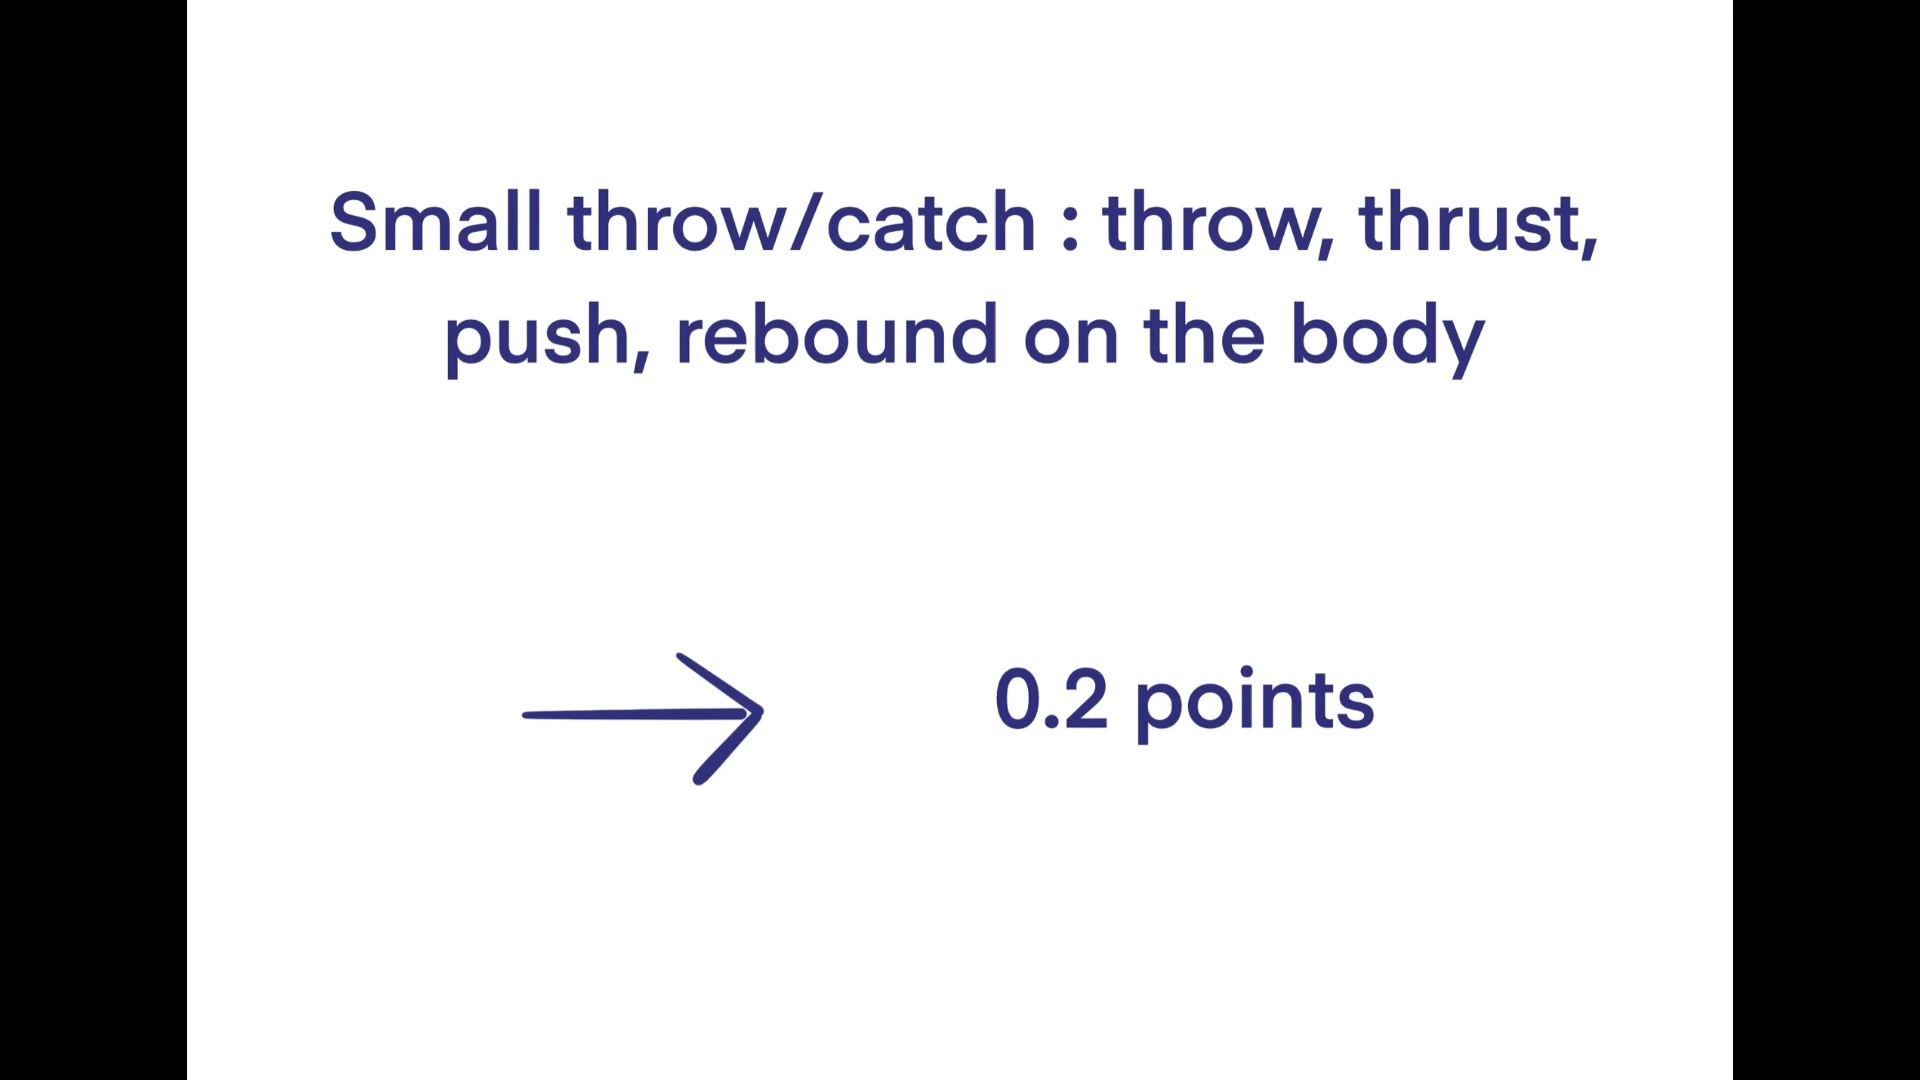 Small throw/catch : throw, thrust,
push, rebound on the body
0.2 points